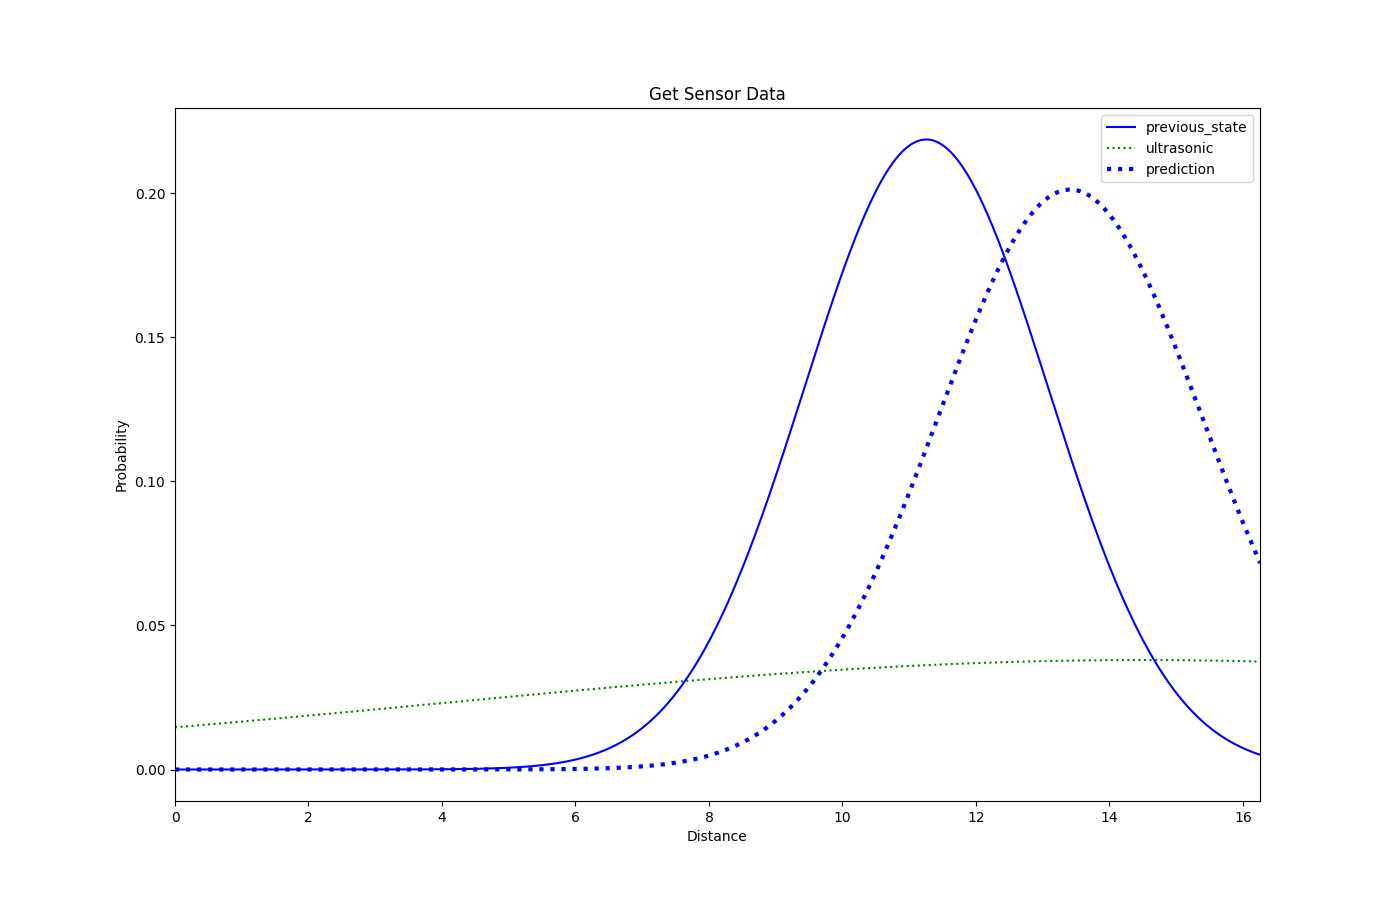 Get Sensor Data
previous_state
ultrasonic
prediction
0.20
0.15
0.10
0.05
0.00
Probability
0 2 4 6 8 10 12 14 16
Distance